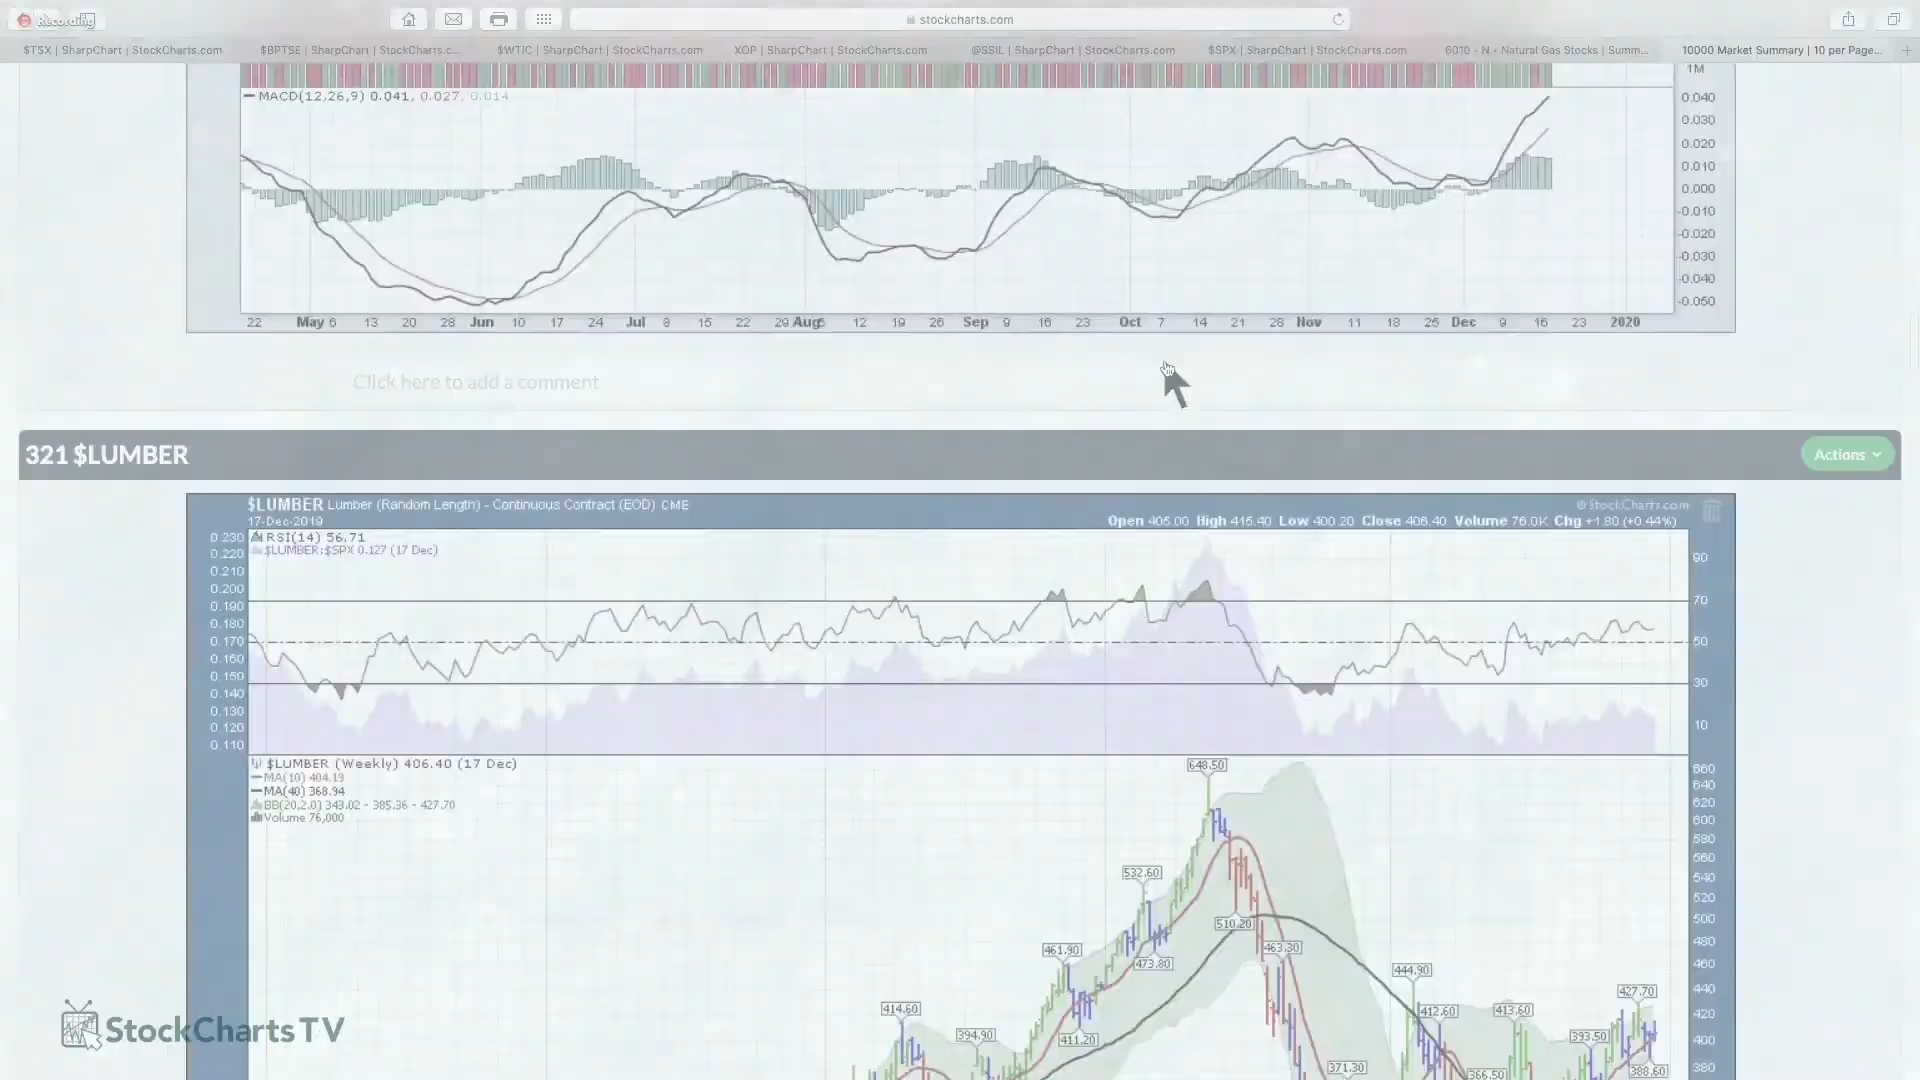 Recording
stockcharts.com
$TSX | SharpChart | StockCharts.com
$BPTSE | SharpChart | StockCharts.c...
$WTIC | SharpChart | StockCharts.com
XOP | SharpChart | StockCharts.com
@SSIL | SharpChart | StockCharts.com
$SPX | SharpChart | StockCharts.com
6010 - N - Natural Gas Stocks | Summ...
10000 Market Summary | 10 per Page...
1M
MACD(12,26,9) 0.041, 0.027, 0.014
0.040
0.030
0.020
0.010
0.000
-0.010
-0.020
-0.030
-0.040
-0.050
22 May 6 13 20 28 Jun 10 17 24 Jul 8 15 22 29 Aug 12 19 26 Sep 9 16 23 Oct 7 14 21 28 Nov 11 18 25 Dec 9 16 23 2020
Click here to add a comment
321 $LUMBER
Actions
$LUMBER Lumber (Random Length) - Continuous Contract (EOD) CME
© StockCharts.com
17-Dec-2019
Open 405.00 High 415.40 Low 400.20 Close 406.40 Volume 76.0K Chg +1.80 (+0.44%)
RSI(14) 56.71
$LUMBER:$SPX 0.127 (17 Dec)
0.230
0.220
0.210
0.200
0.190
0.180
0.170
0.160
0.150
0.140
0.130
0.120
0.110
90
70
50
30
10
$LUMBER (Weekly) 406.40 (17 Dec)
MA(10) 404.19
MA(40) 368.94
BB(20,2.0) 343.02 - 385.36 - 427.70
Volume 76,000
648.50
532.60
510.20
461.90
473.80
463.30
444.90
427.70
414.60
412.60
413.60
394.90
411.20
393.50
371.30
366.50
388.60
660
640
620
600
580
560
540
520
500
480
460
440
420
400
380
StockCharts TV